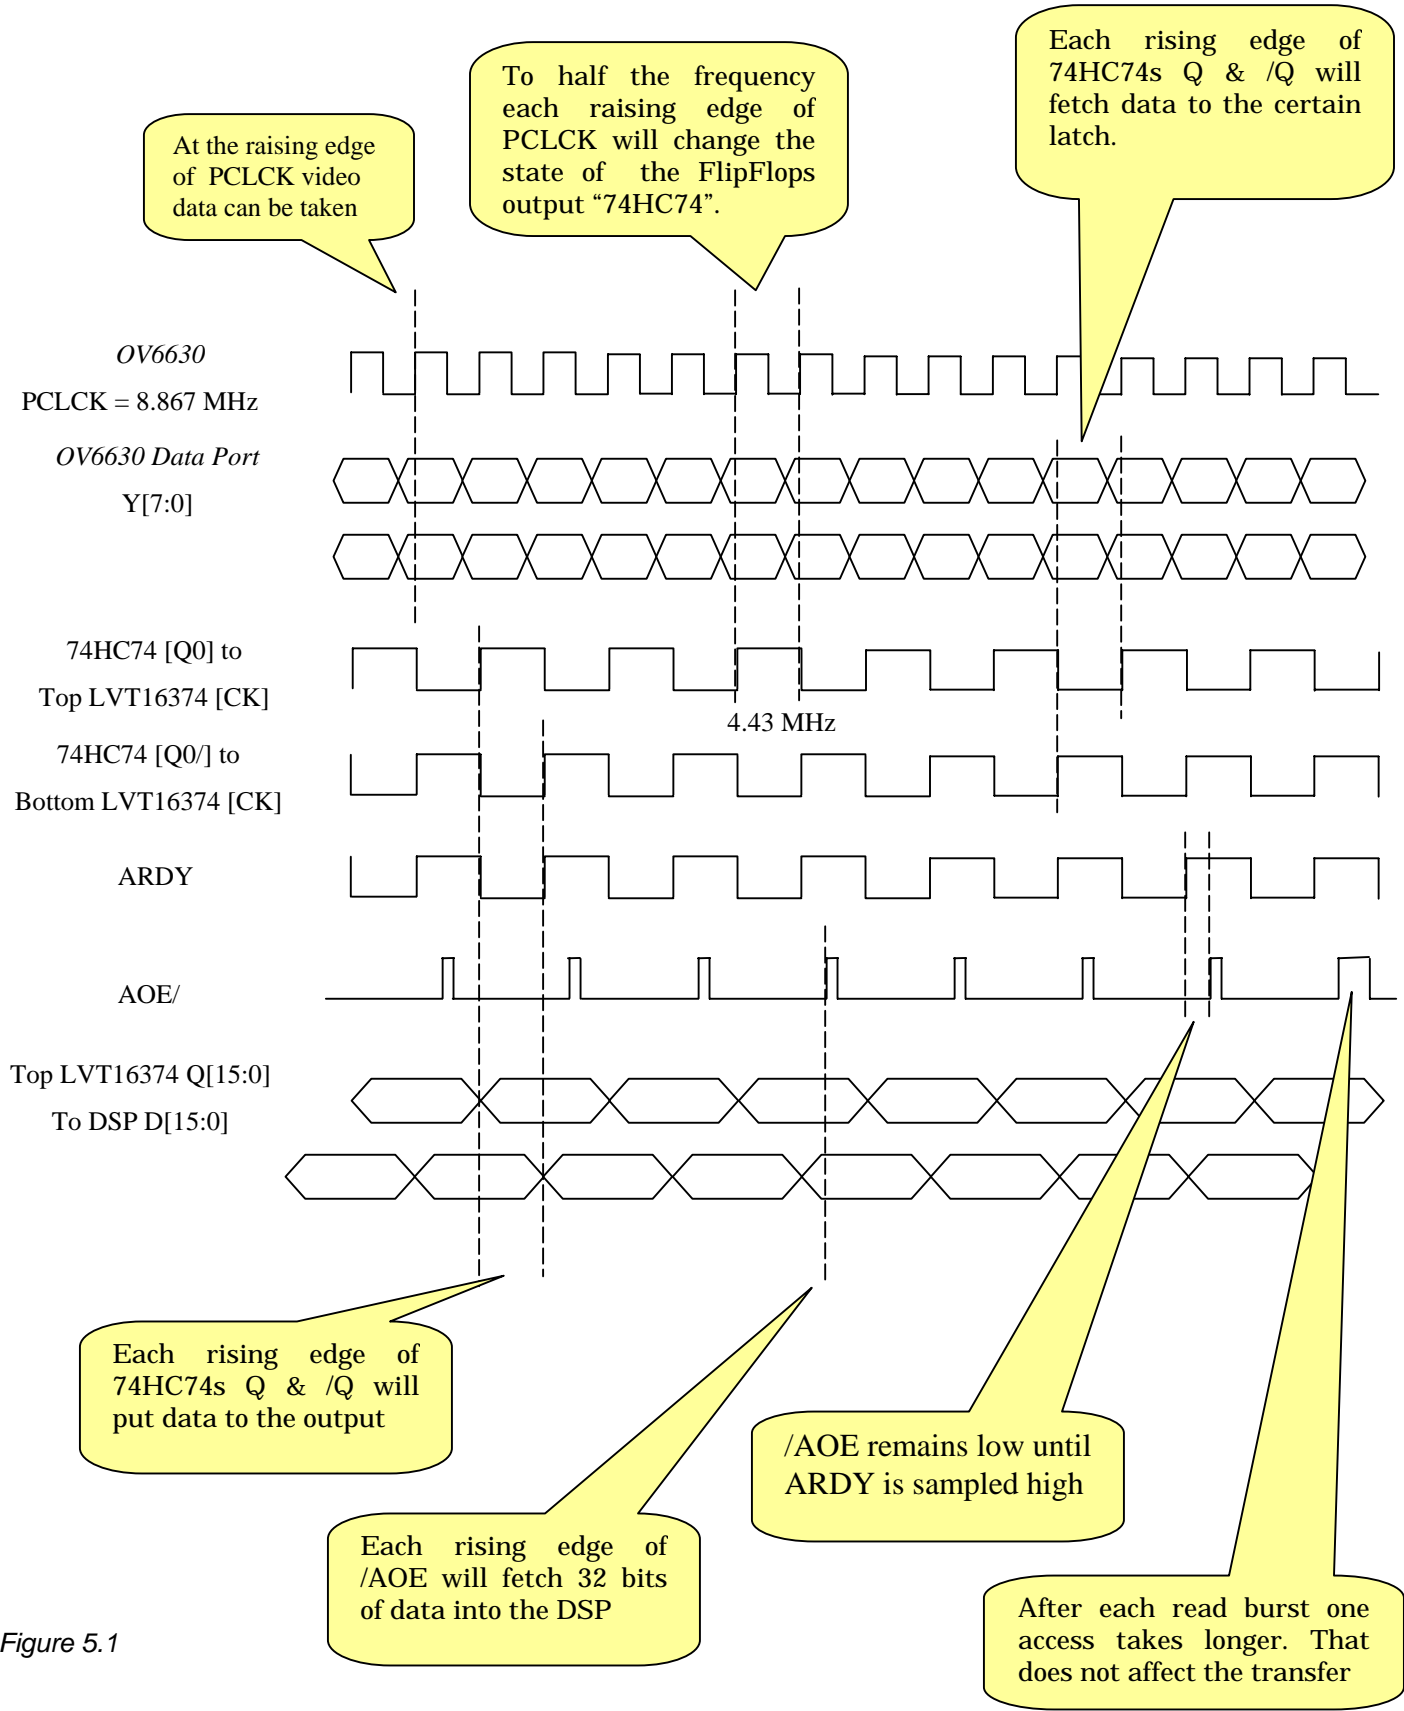 Each rising edge of
74HC74s Q & /Q will
fetch data to the certain
latch.
To half the frequency
each raising edge of
PCLCK will change the
state of the FlipFlops
output “74HC74”.
At the raising edge
of PCLCK video
data can be taken
OV6630
PCLCK = 8.867 MHz
OV6630 Data Port
Y[7:0]
74HC74 [Q0] to
Top LVT16374 [CK]
4.43 MHz
74HC74 [Q0/] to
Bottom LVT16374 [CK]
ARDY
AOE/
Top LVT16374 Q[15:0]
To DSP D[15:0]
Each rising edge of
74HC74s Q & /Q will
put data to the output
/AOE remains low until
ARDY is sampled high
Each rising edge of
/AOE will fetch 32 bits
of data into the DSP
After each read burst one
access takes longer. That
does not affect the transfer
Figure 5.1